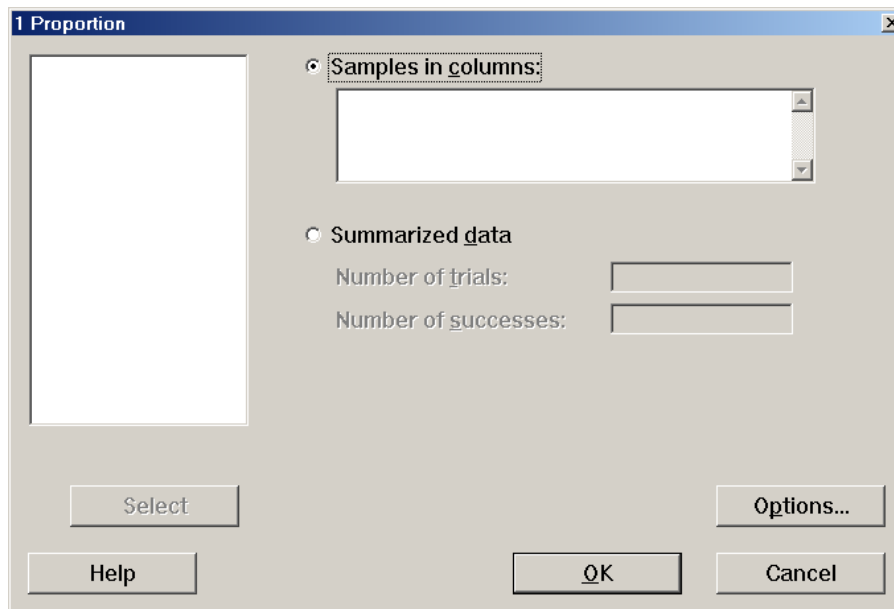 1 Proportion
Samples in columns:
Summarized data
Number of trials:
Number of successes:
Select
Options...
Help
OK
Cancel